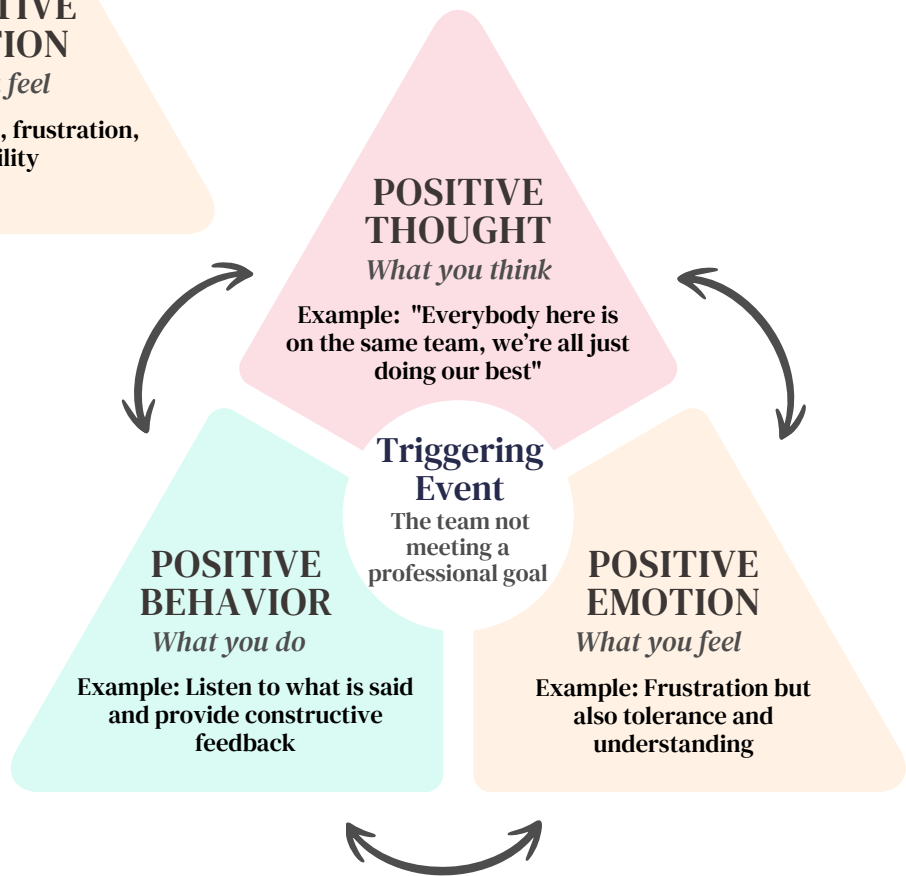 TIVE
TION
feel
, frustration,
ility
POSITIVE
THOUGHT
What you think
Example:  "Everybody here is
on the same team, we’re all just
doing our best"
Triggering
Event
The team not
meeting a
professional goal
POSITIVE
BEHAVIOR
What you do
Example: Listen to what is said
and provide constructive
feedback
POSITIVE
EMOTION
What you feel
Example: Frustration but
also tolerance and
understanding